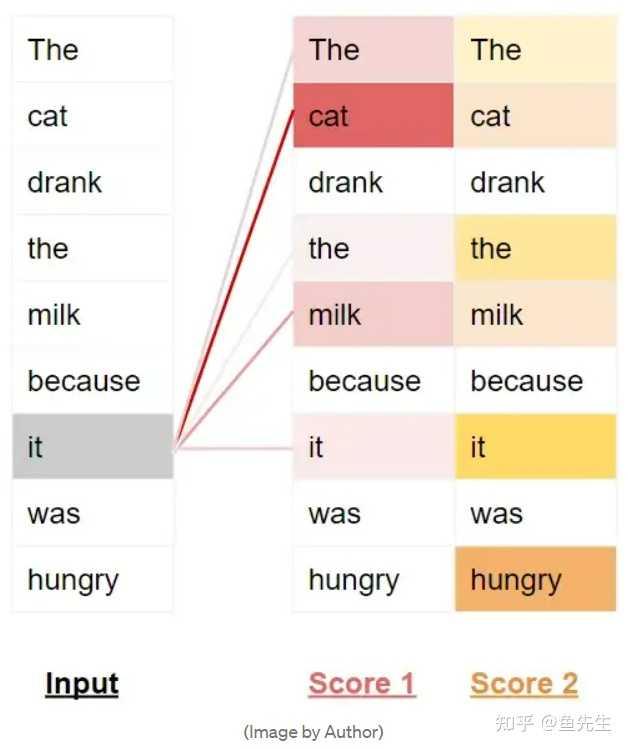 The The The
cat cat cat
drank drank drank
the the the
milk milk milk
because because because
it it it
was was was
hungry hungry hungry
Input Score 1 Score 2
(Image by Author)
知乎 @鱼先生